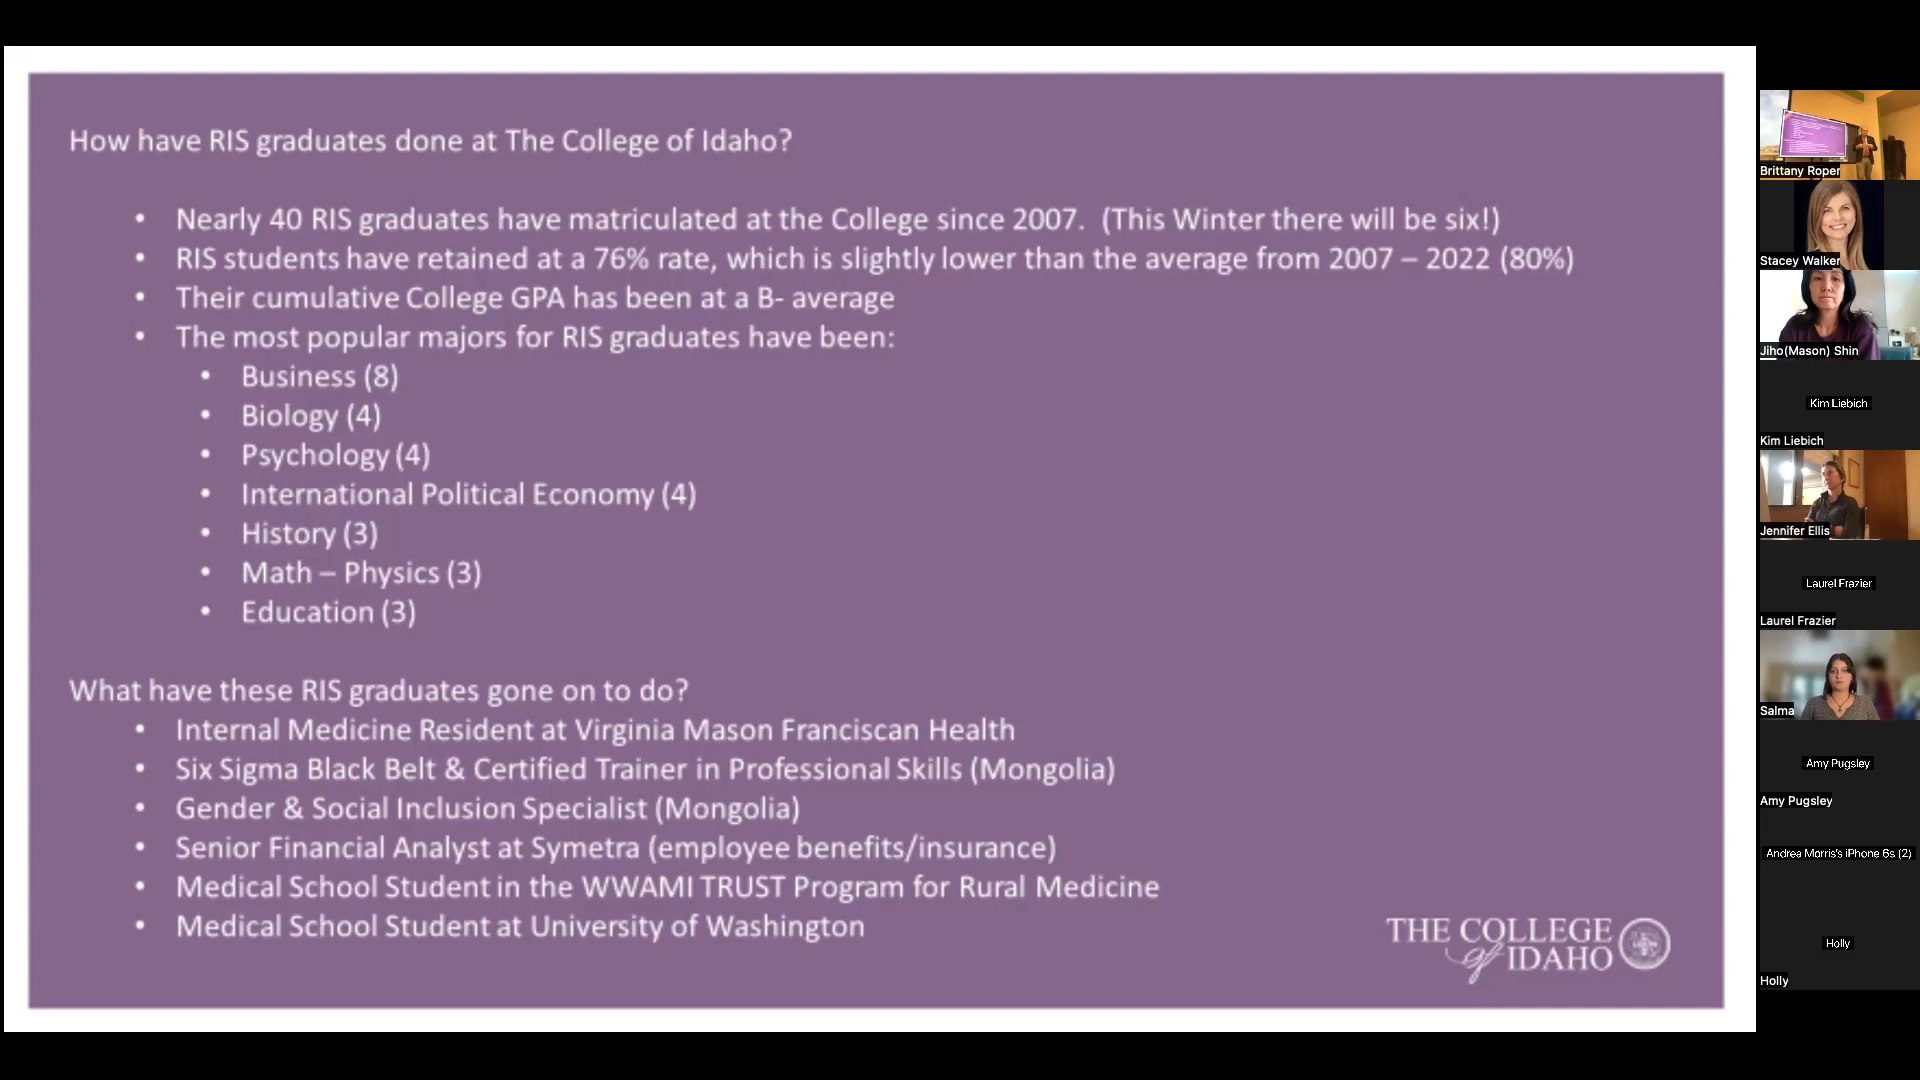 How have RIS graduates done at The College of Idaho?
• Nearly 40 RIS graduates have matriculated at the College since 2007.  (This Winter there will be six!)
• RIS students have retained at a 76% rate, which is slightly lower than the average from 2007 – 2022 (80%)
• Their cumulative College GPA has been at a B- average
• The most popular majors for RIS graduates have been:
• Business (8)
• Biology (4)
• Psychology (4)
• International Political Economy (4)
• History (3)
• Math – Physics (3)
• Education (3)
What have these RIS graduates gone on to do?
• Internal Medicine Resident at Virginia Mason Franciscan Health
• Six Sigma Black Belt & Certified Trainer in Professional Skills (Mongolia)
• Gender & Social Inclusion Specialist (Mongolia)
• Senior Financial Analyst at Symetra (employee benefits/insurance)
• Medical School Student in the WWAMI TRUST Program for Rural Medicine
• Medical School Student at University of Washington
THE COLLEGE
of IDAHO
Brittany Roper
Stacey Walker
Jiho(Mason) Shin
Kim Liebich
Kim Liebich
Jennifer Ellis
Laurel Frazier
Laurel Frazier
Salma
Amy Pugsley
Amy Pugsley
Andrea Morris's iPhone 6s (2)
Holly
Holly